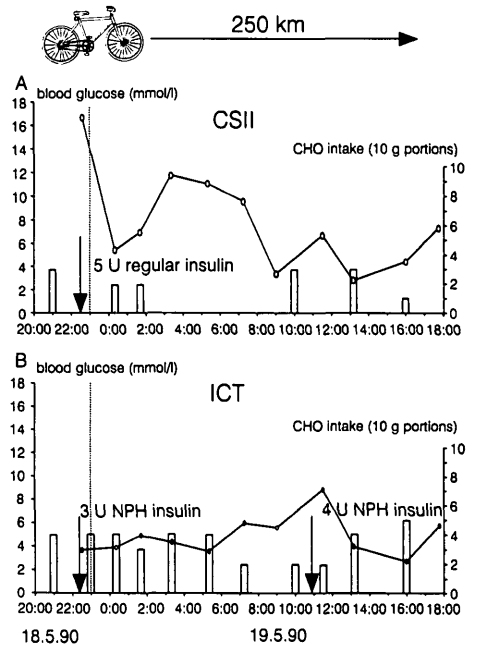 250 km
A
blood glucose (mmol/l)
18
16
14
12
10
8
6
4
2
0
CSII
CHO intake (10 g portions)
10
8
6
4
2
0
5 U regular insulin
20:00 22:00 0:00 2:00 4:00 6:00 8:00 10:00 12:00 14:00 16:00 18:00
B
blood glucose (mmol/l)
18
16
14
12
10
8
6
4
2
0
ICT
CHO intake (10 g portions)
10
8
6
4
2
0
3 U NPH insulin
4 U NPH insulin
20:00 22:00 0:00 2:00 4:00 6:00 8:00 10:00 12:00 14:00 16:00 18:00
18.5.90 19.5.90